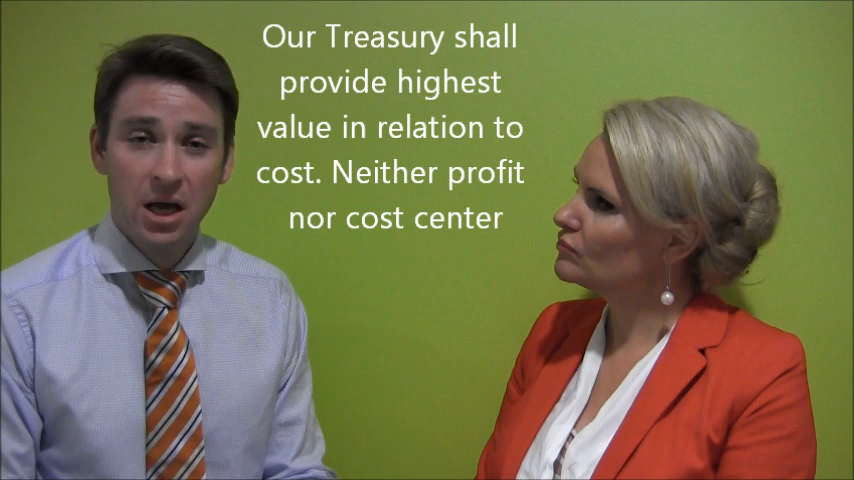 Our Treasury shall
provide highest
value in relation to
cost. Neither profit
nor cost center